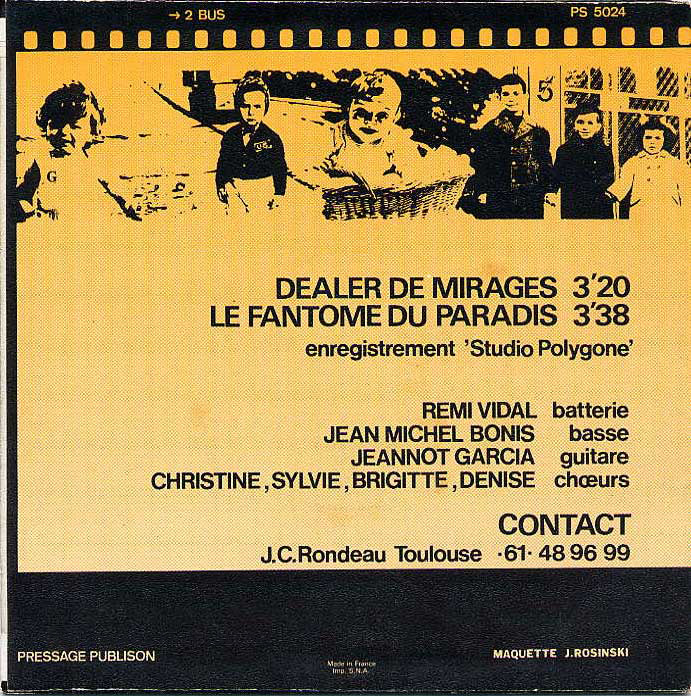 → 2 BUS
PS 5024
5
G
DEALER DE MIRAGES 3'20
LE FANTOME DU PARADIS 3'38
enregistrement 'Studio Polygone'
REMI VIDAL batterie
JEAN MICHEL BONIS basse
JEANNOT GARCIA guitare
CHRISTINE, SYLVIE, BRIGITTE, DENISE chœurs
CONTACT
J.C.Rondeau Toulouse ·61· 48 96 99
PRESSAGE PUBLISON
Made in France
Imp. S.N.A.
MAQUETTE J.ROSINSKI